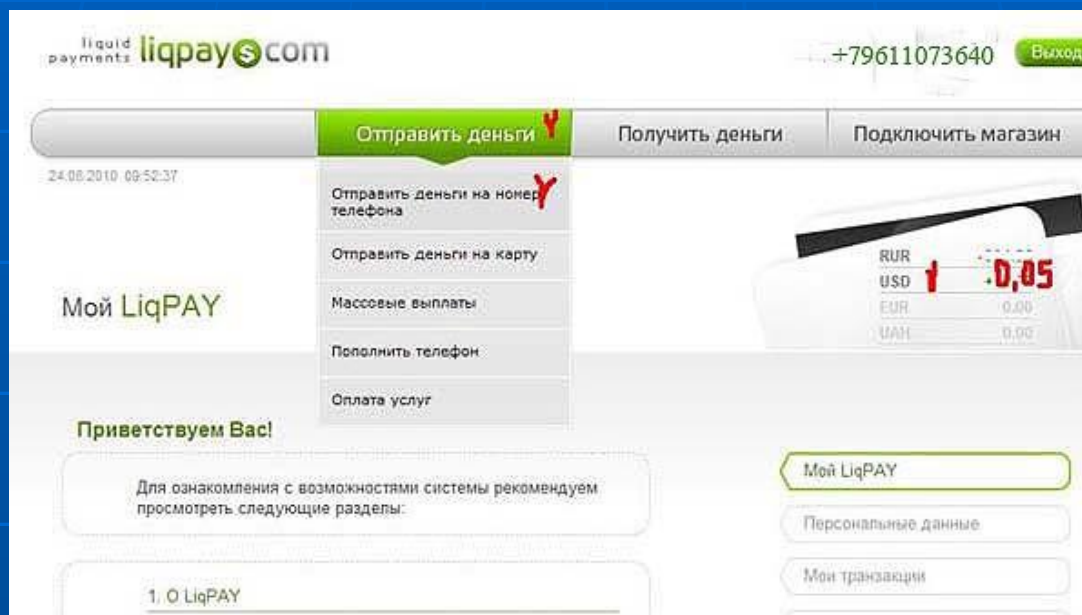 liquid
payments liqpay com
+79611073640 Выход
Отправить деньги Получить деньги Подключить магазин
24.08.2010 09:52:37
Отправить деньги на номер
телефона
Отправить деньги на карту
Массовые выплаты
Пополнить телефон
Оплата услуг
RUR
USD 0,05
EUR 0.00
UAH 0.00
Мой LiqPAY
Приветствуем Вас!
Для ознакомления с возможностями системы рекомендуем
просмотреть следующие разделы:
1. О LiqPAY
Мой LiqPAY
Персональные данные
Мои транзакции